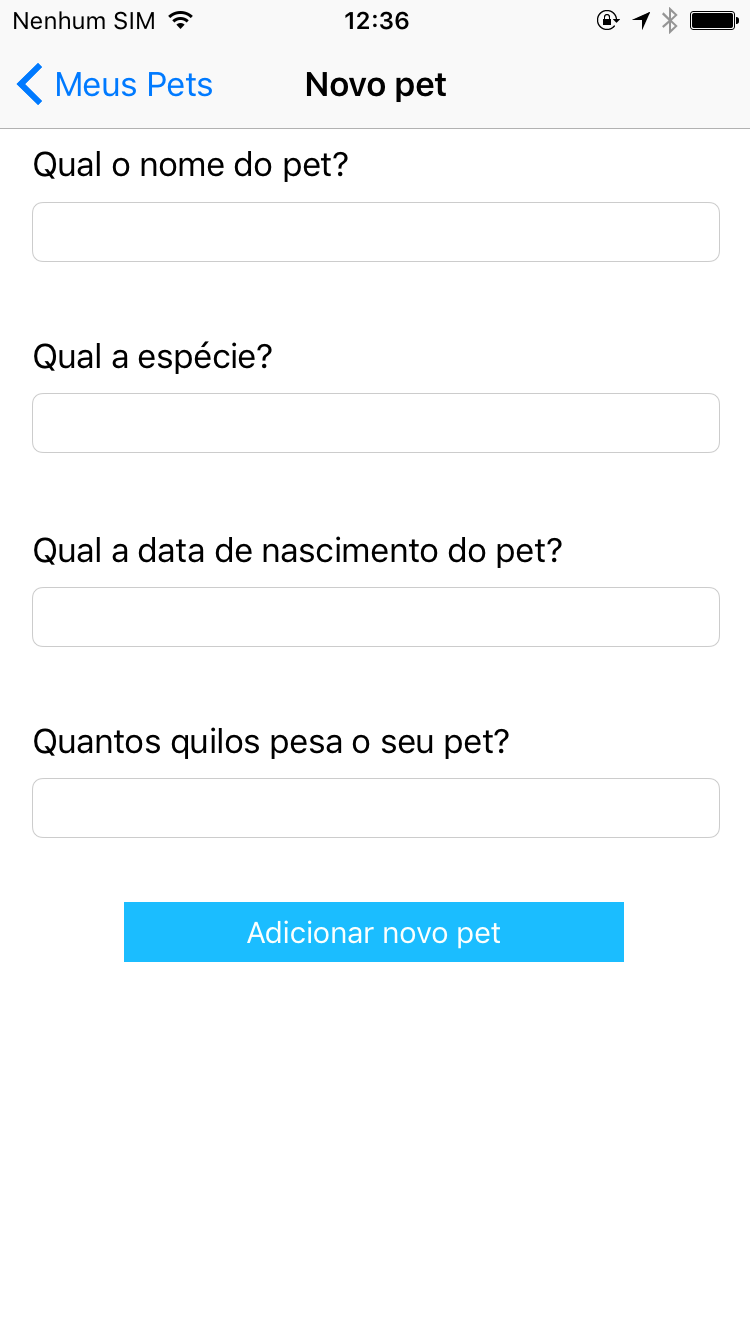 Nenhum SIM 12:36
Meus Pets Novo pet
Qual o nome do pet?
Qual a espécie?
Qual a data de nascimento do pet?
Quantos quilos pesa o seu pet?
Adicionar novo pet